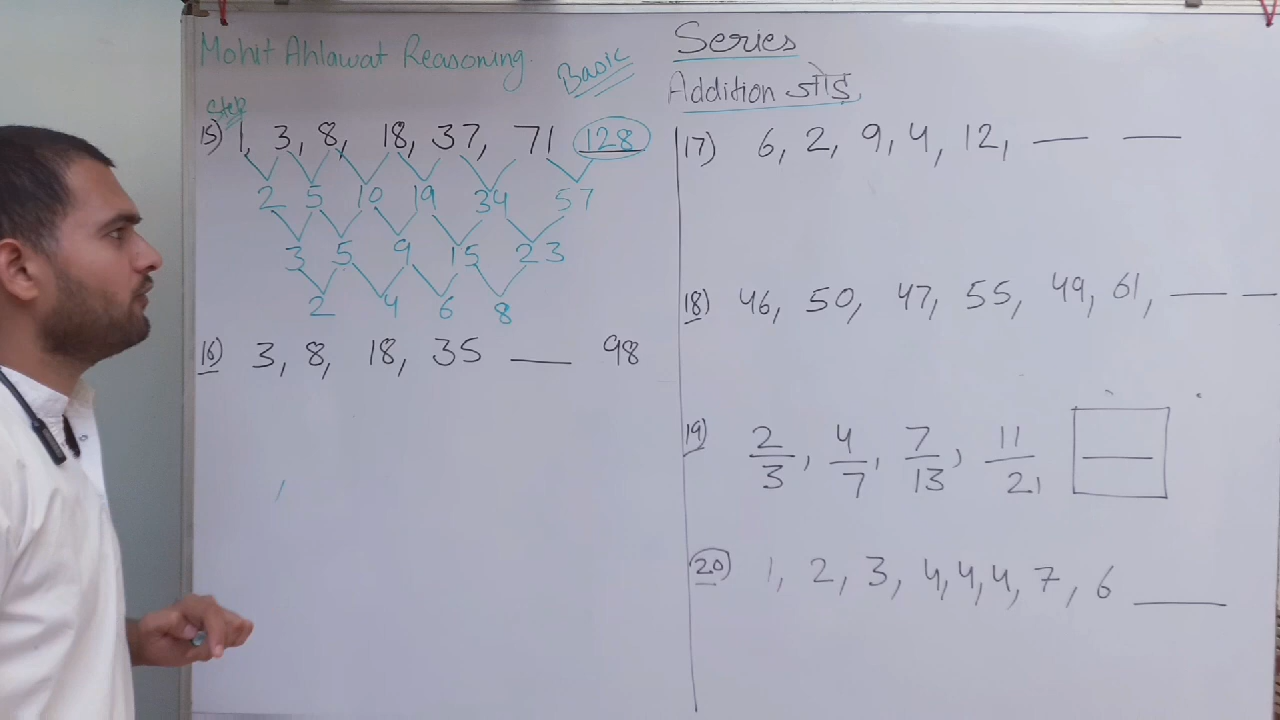 Mohit Ahlawat Reasoning.
Basic
Step
15) 1, 3, 8, 18, 37, 71 128
2 5 10 19 34 57
3 5 9 15 23
2 4 6 8
16) 3, 8, 18, 35 ___ 98
Series
Addition जोड़
17) 6, 2, 9, 4, 12, ___ ___
18) 46, 50, 47, 55, 49, 61, ___ ___
19) 2/3, 4/7, 7/13, 11/21
20) 1, 2, 3, 4, 4, 4, 7, 6 ___